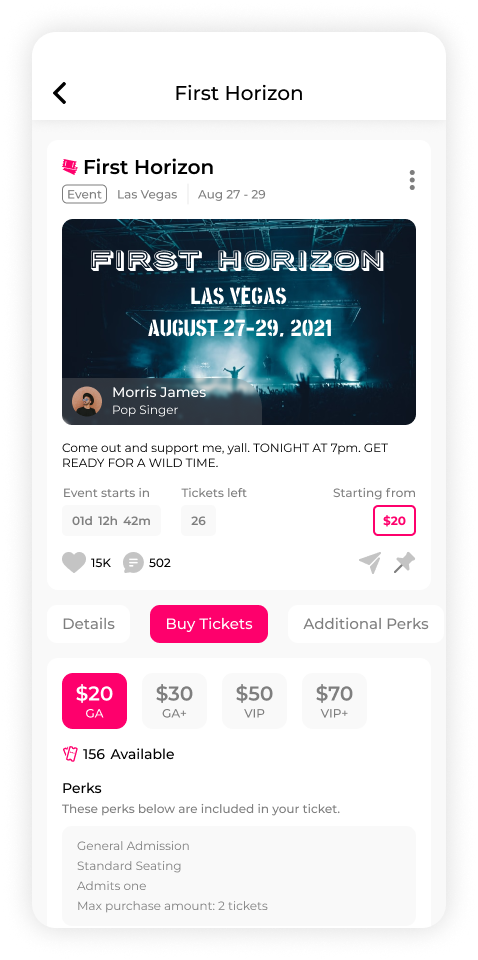 First Horizon
First Horizon
Event Las Vegas Aug 27 - 29
FIRST HORIZON
LAS VEGAS
AUGUST 27-29, 2021
Morris James
Pop Singer
Come out and support me, yall. TONIGHT AT 7pm. GET
READY FOR A WILD TIME.
Event starts in Tickets left Starting from
01d 12h 42m 26 $20
15K 502
Details Buy Tickets Additional Perks
$20 $30 $50 $70
GA GA+ VIP VIP+
156 Available
Perks
These perks below are included in your ticket.
General Admission
Standard Seating
Admits one
Max purchase amount: 2 tickets